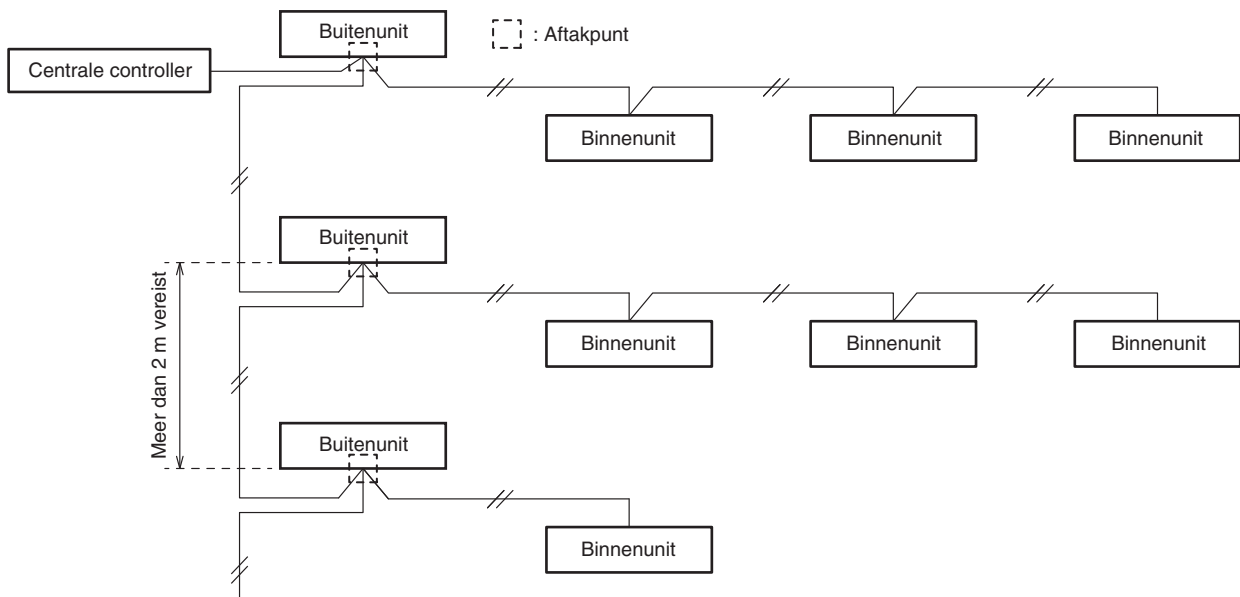 Buitenunit
: Aftakpunt
Centrale controller
Binnenunit
Binnenunit
Binnenunit
Buitenunit
Meer dan 2 m vereist
Binnenunit
Binnenunit
Binnenunit
Buitenunit
Binnenunit